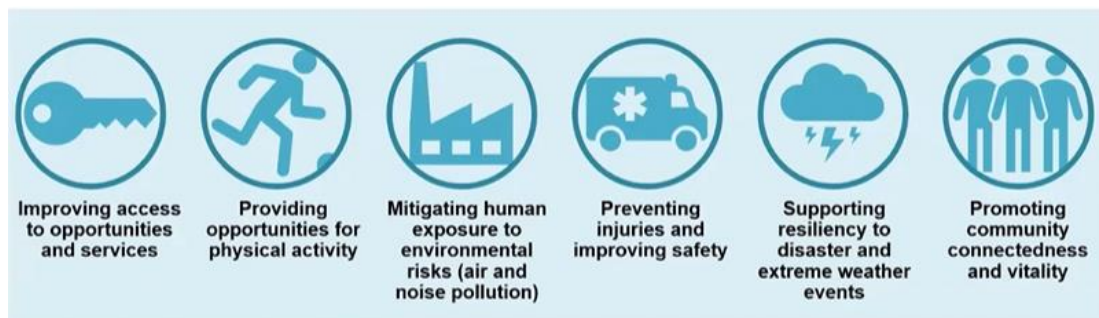 Improving access
to opportunities
and services
Providing
opportunities for
physical activity
Mitigating human
exposure to
environmental
risks (air and
noise pollution)
Preventing
injuries and
improving safety
Supporting
resiliency to
disaster and
extreme weather
events
Promoting
community
connectedness
and vitality